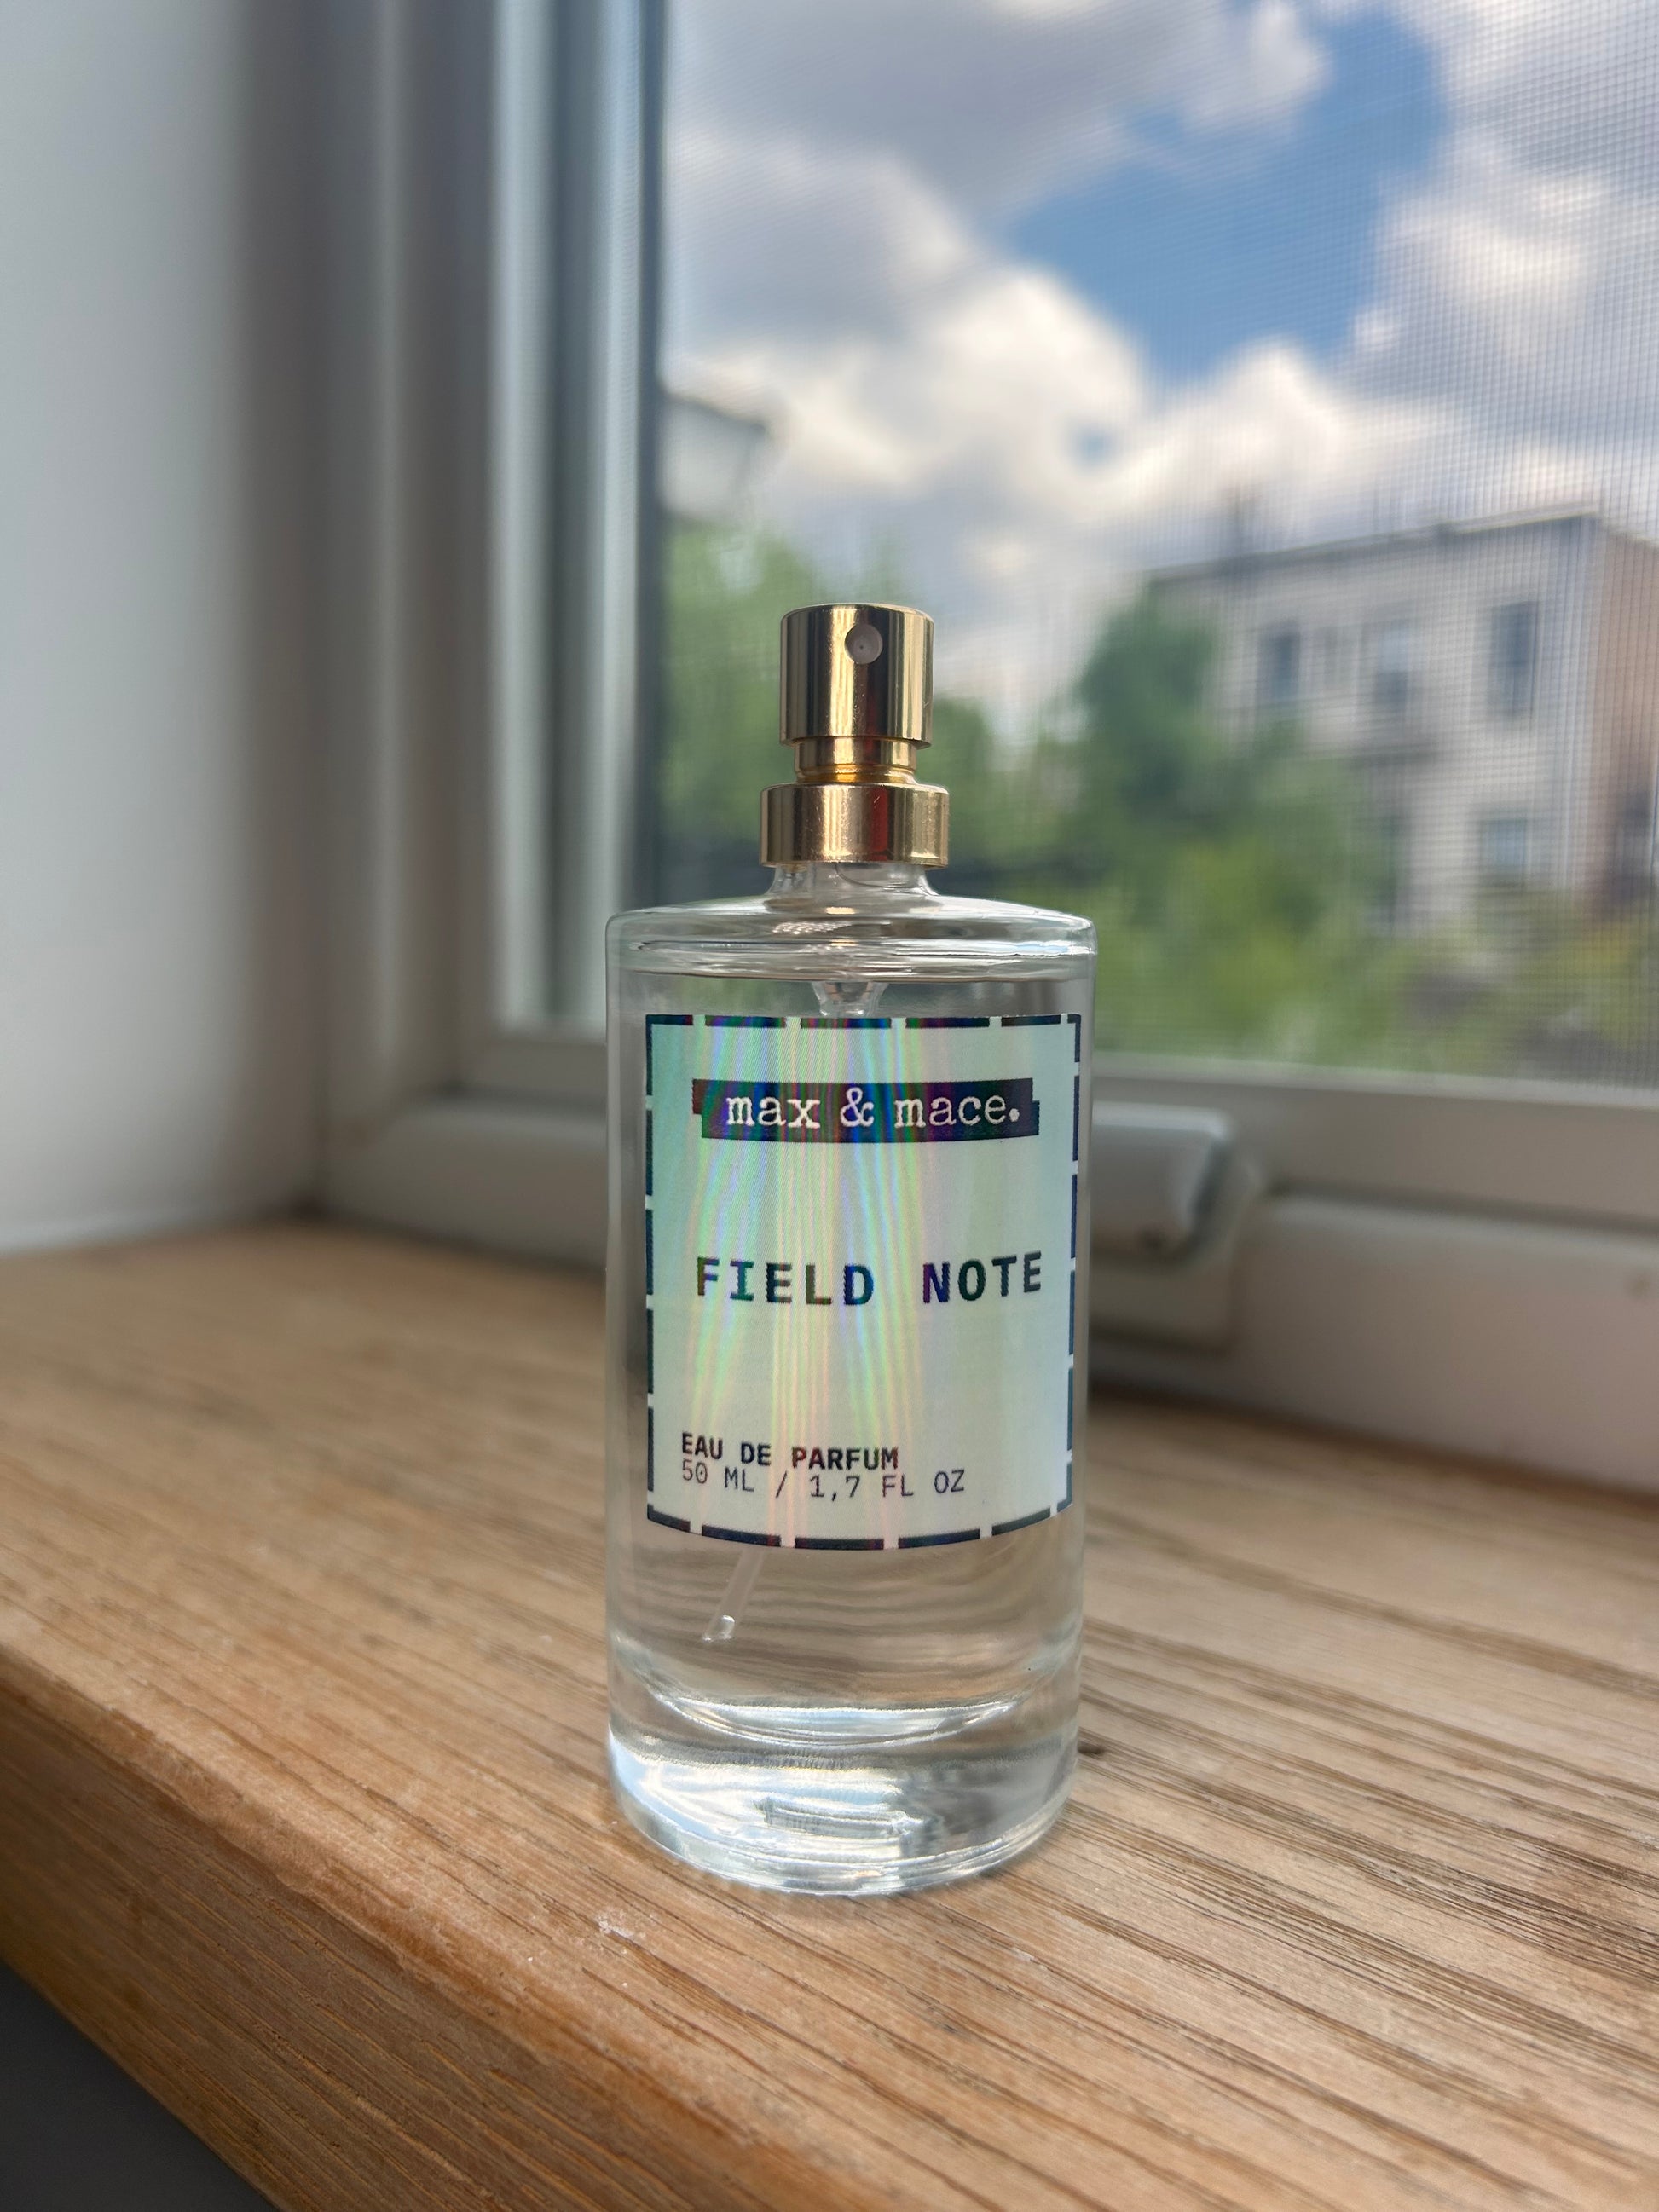 max & mace.
FIELD NOTE
EAU DE PARFUM
50 ML / 1,7 FL OZ